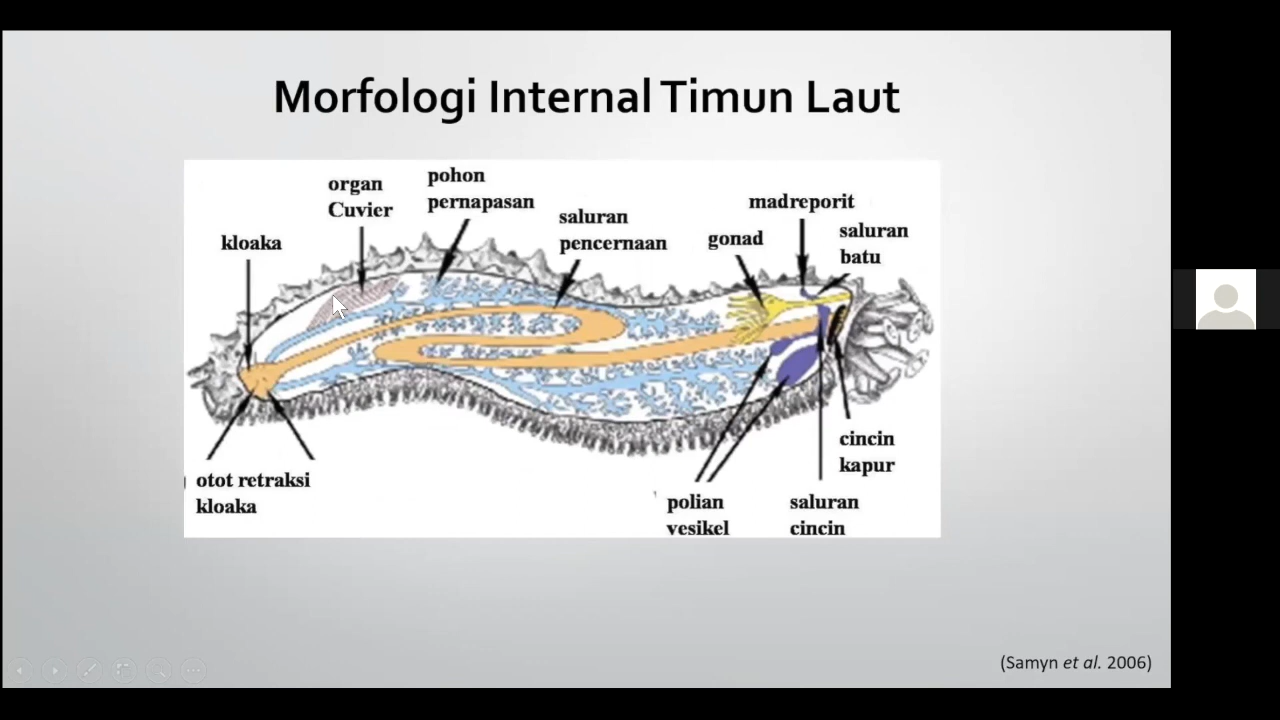 Morfologi Internal Timun Laut
organ
Cuvier
pohon
pernapasan
saluran
pencernaan
kloaka
gonad
madreporit
saluran
batu
otot retraksi
kloaka
polian
vesikel
saluran
cincin
cincin
kapur
(Samyn et al. 2006)